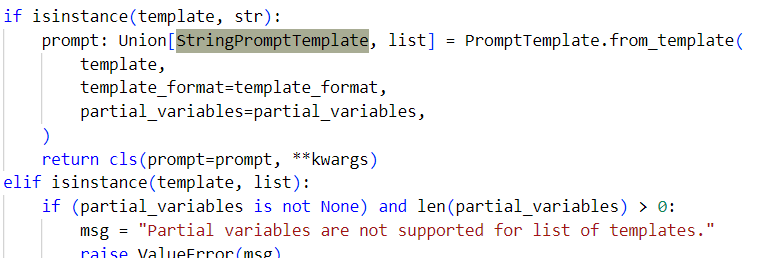 if isinstance(template, str):
    prompt: Union[StringPromptTemplate, list] = PromptTemplate.from_template(
        template,
        template_format=template_format,
        partial_variables=partial_variables,
    )
    return cls(prompt=prompt, **kwargs)
elif isinstance(template, list):
    if (partial_variables is not None) and len(partial_variables) > 0:
        msg = "Partial variables are not supported for list of templates."
        raise ValueError(msg)